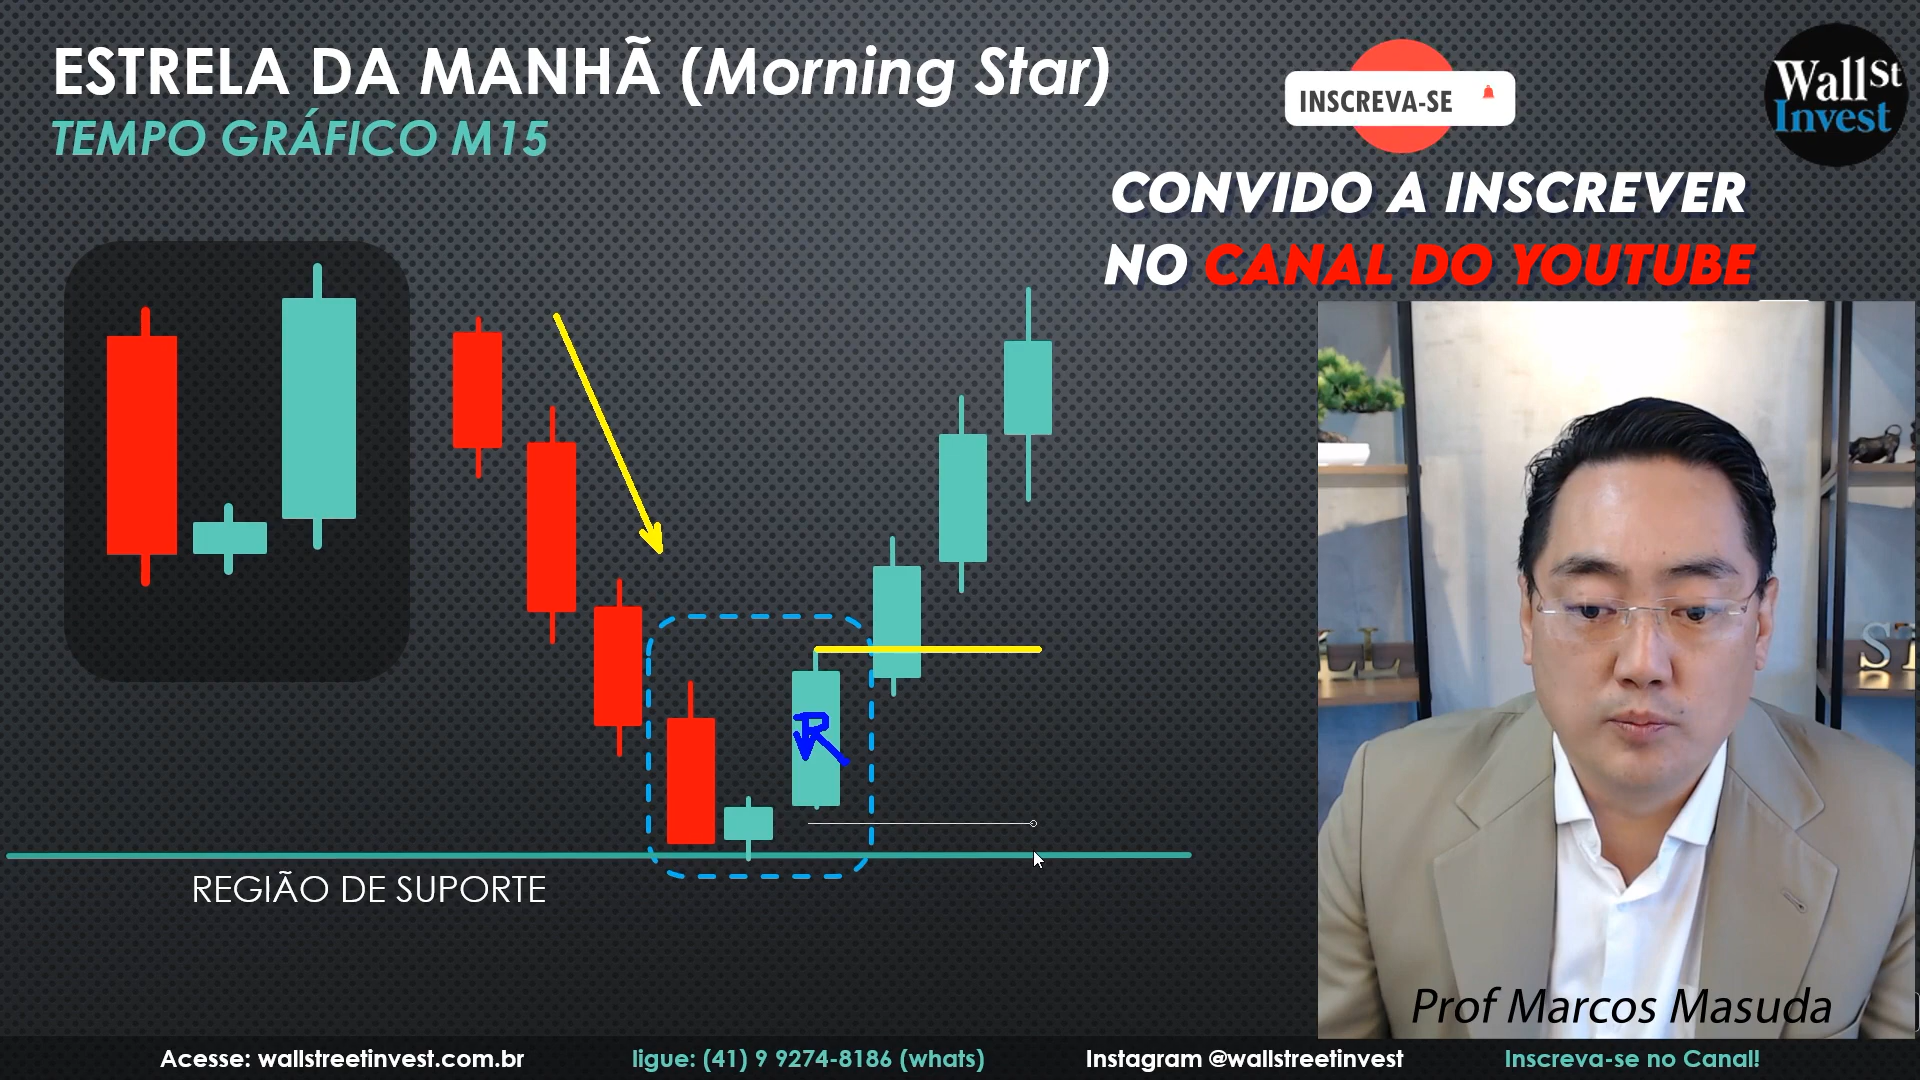 ESTRELA DA MANHÃ (Morning Star)
TEMPO GRÁFICO M15
INSCREVA-SE
WallSt
Invest
CONVIDO A INSCREVER
NO CANAL DO YOUTUBE
REGIÃO DE SUPORTE
Prof Marcos Masuda
Acesse: wallstreetinvest.com.br
ligue: (41) 9 9274-8186 (whats)
Instagram @wallstreetinvest
Inscreva-se no Canal!